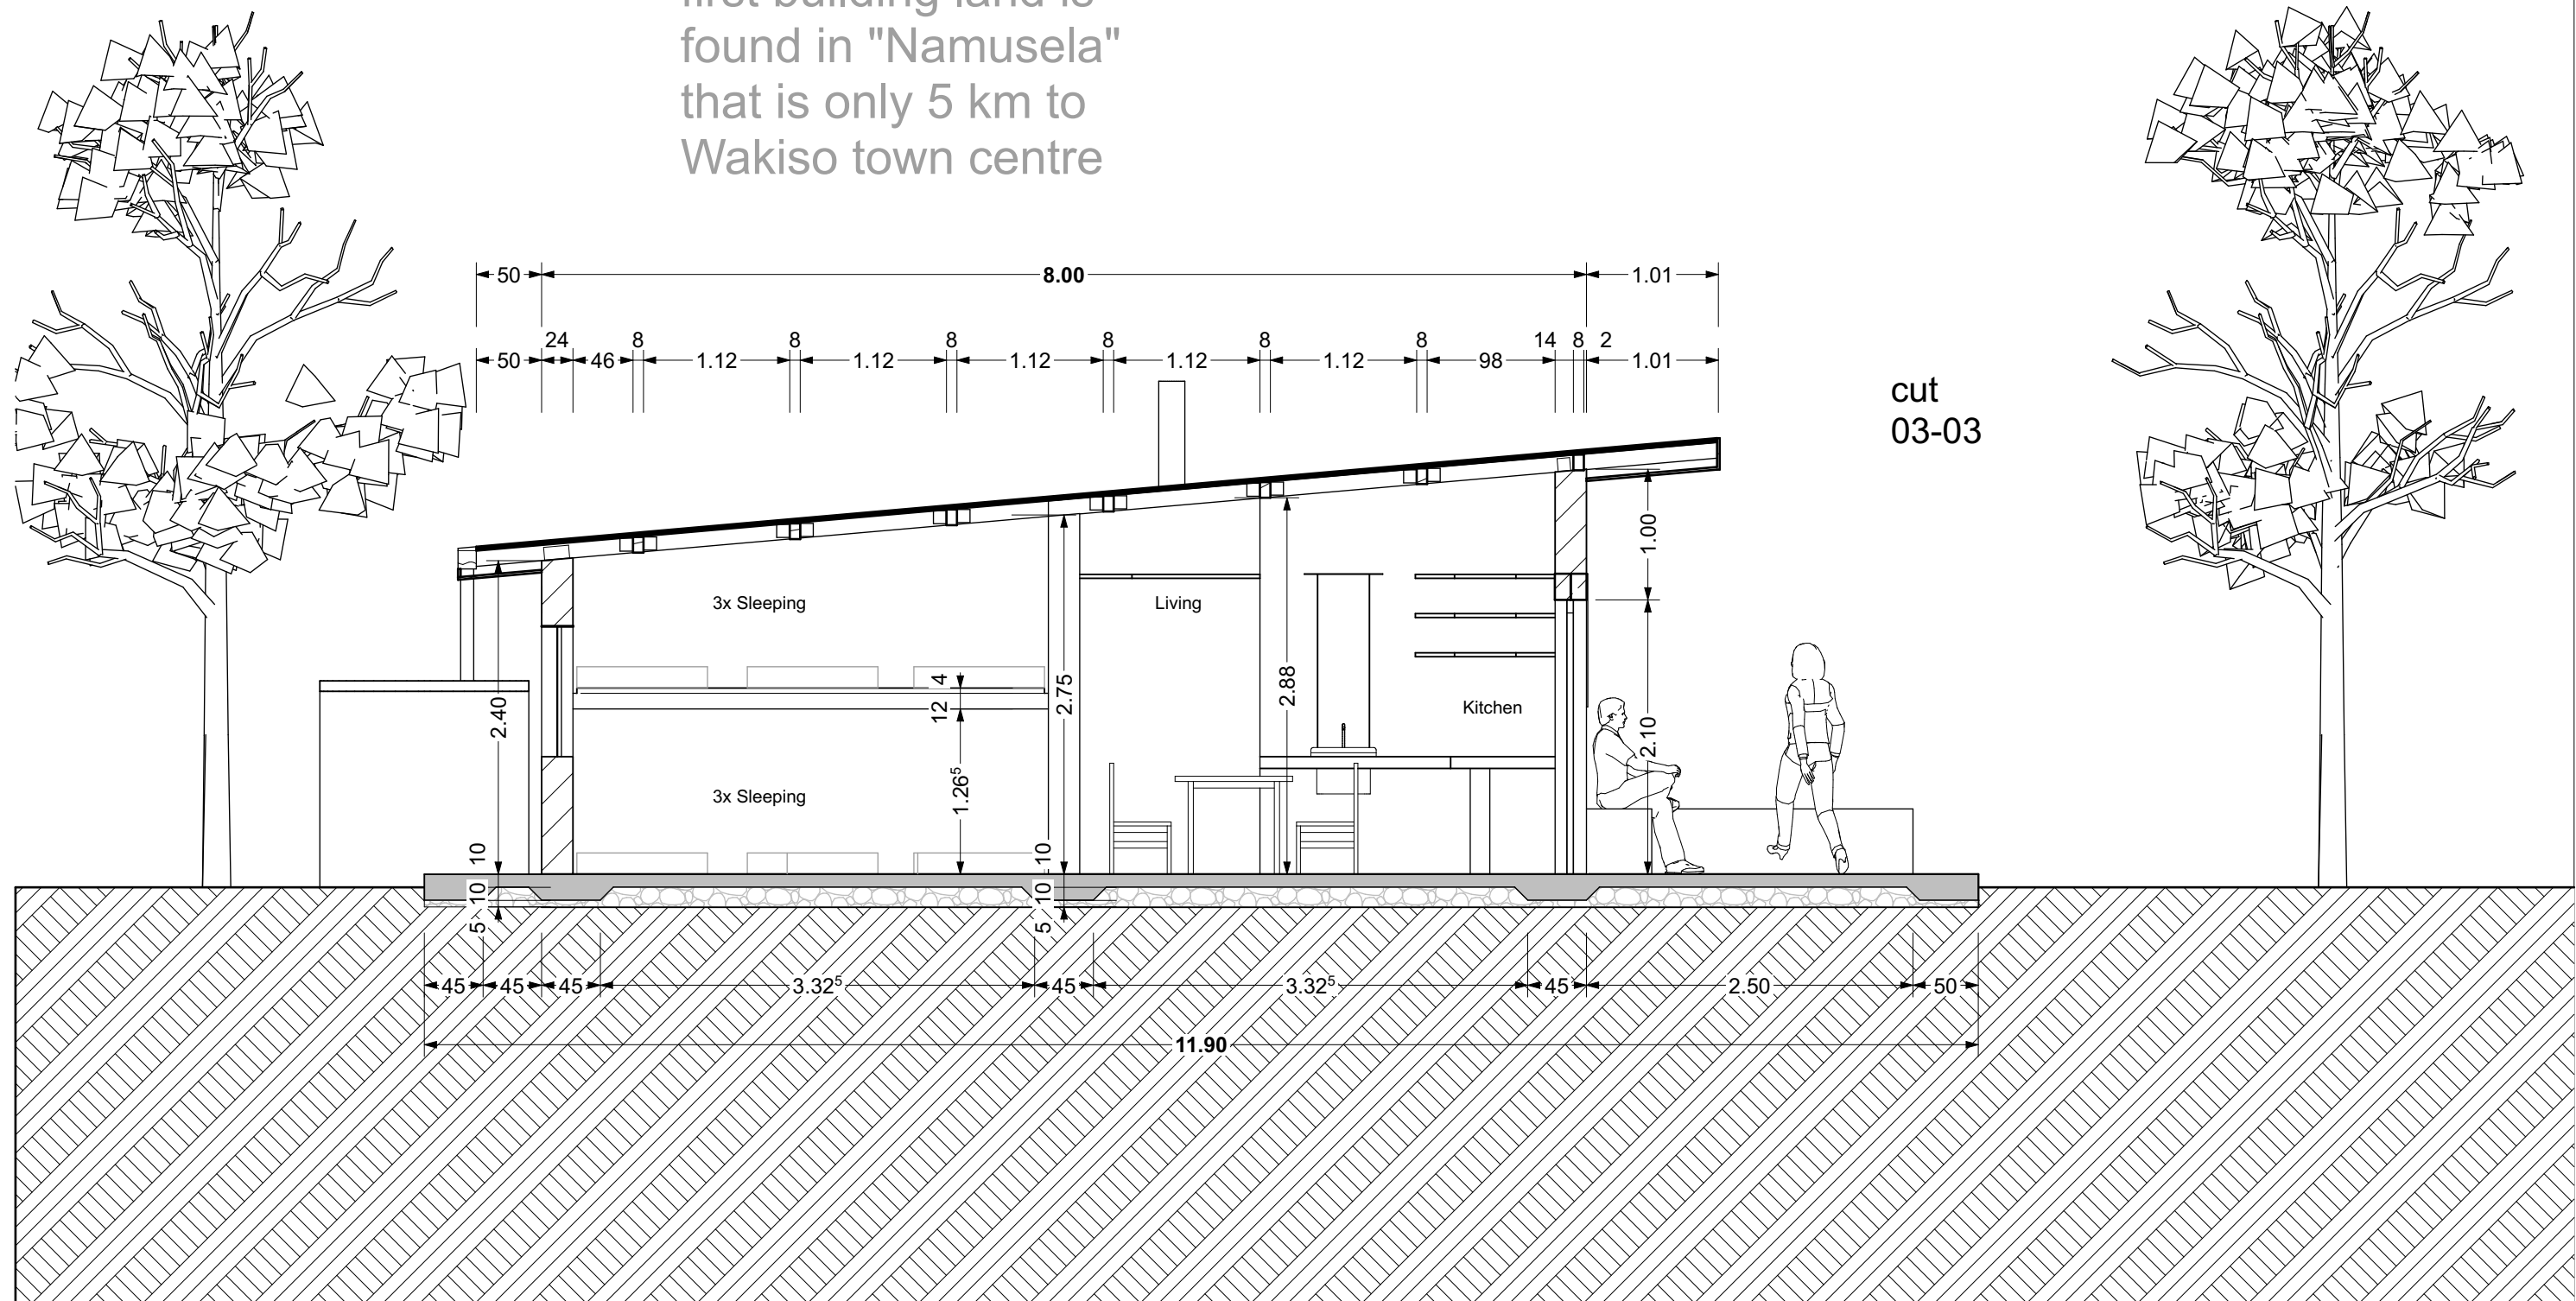 first building land is
found in "Namusela"
that is only 5 km to
Wakiso town centre
50 8.00 1.01
24 8 8 8 8 8 8 14 8 2
50 46 1.12 1.12 1.12 1.12 1.12 98 1.01
cut
03-03
1.00
3x Sleeping Living
2.40 4 12 2.75 2.88 Kitchen 2.10
3x Sleeping 1.26⁵
10 10
10 10
5 5
45 45 45 3.32⁵ 45 3.32⁵ 45 2.50 50
11.90